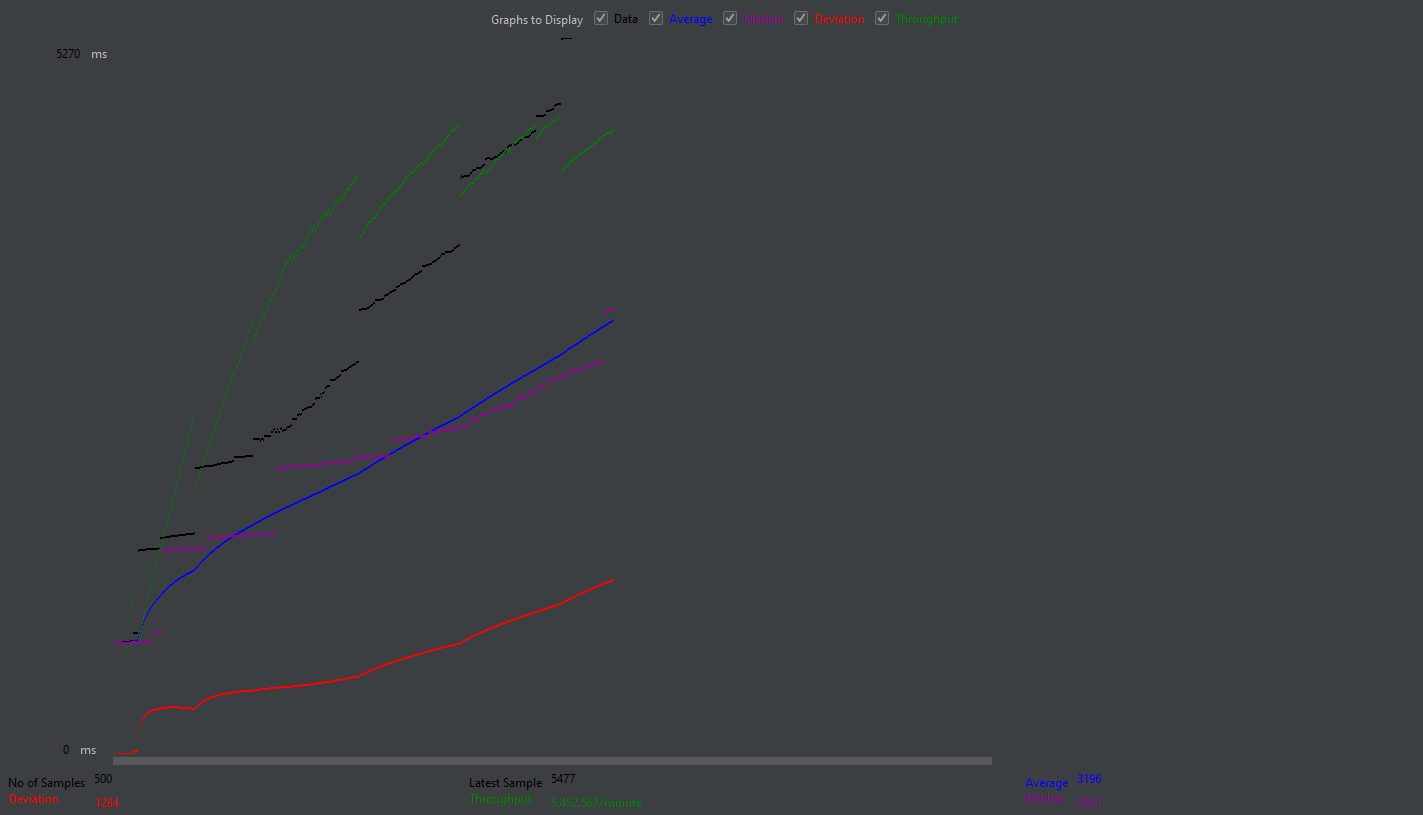 Graphs to Display Data Average Median Deviation Throughput
5270 ms
0 ms
No of Samples 500 Latest Sample 5477 Average 3196
Deviation 1284 Throughput 5,452.563/minute Median 3281